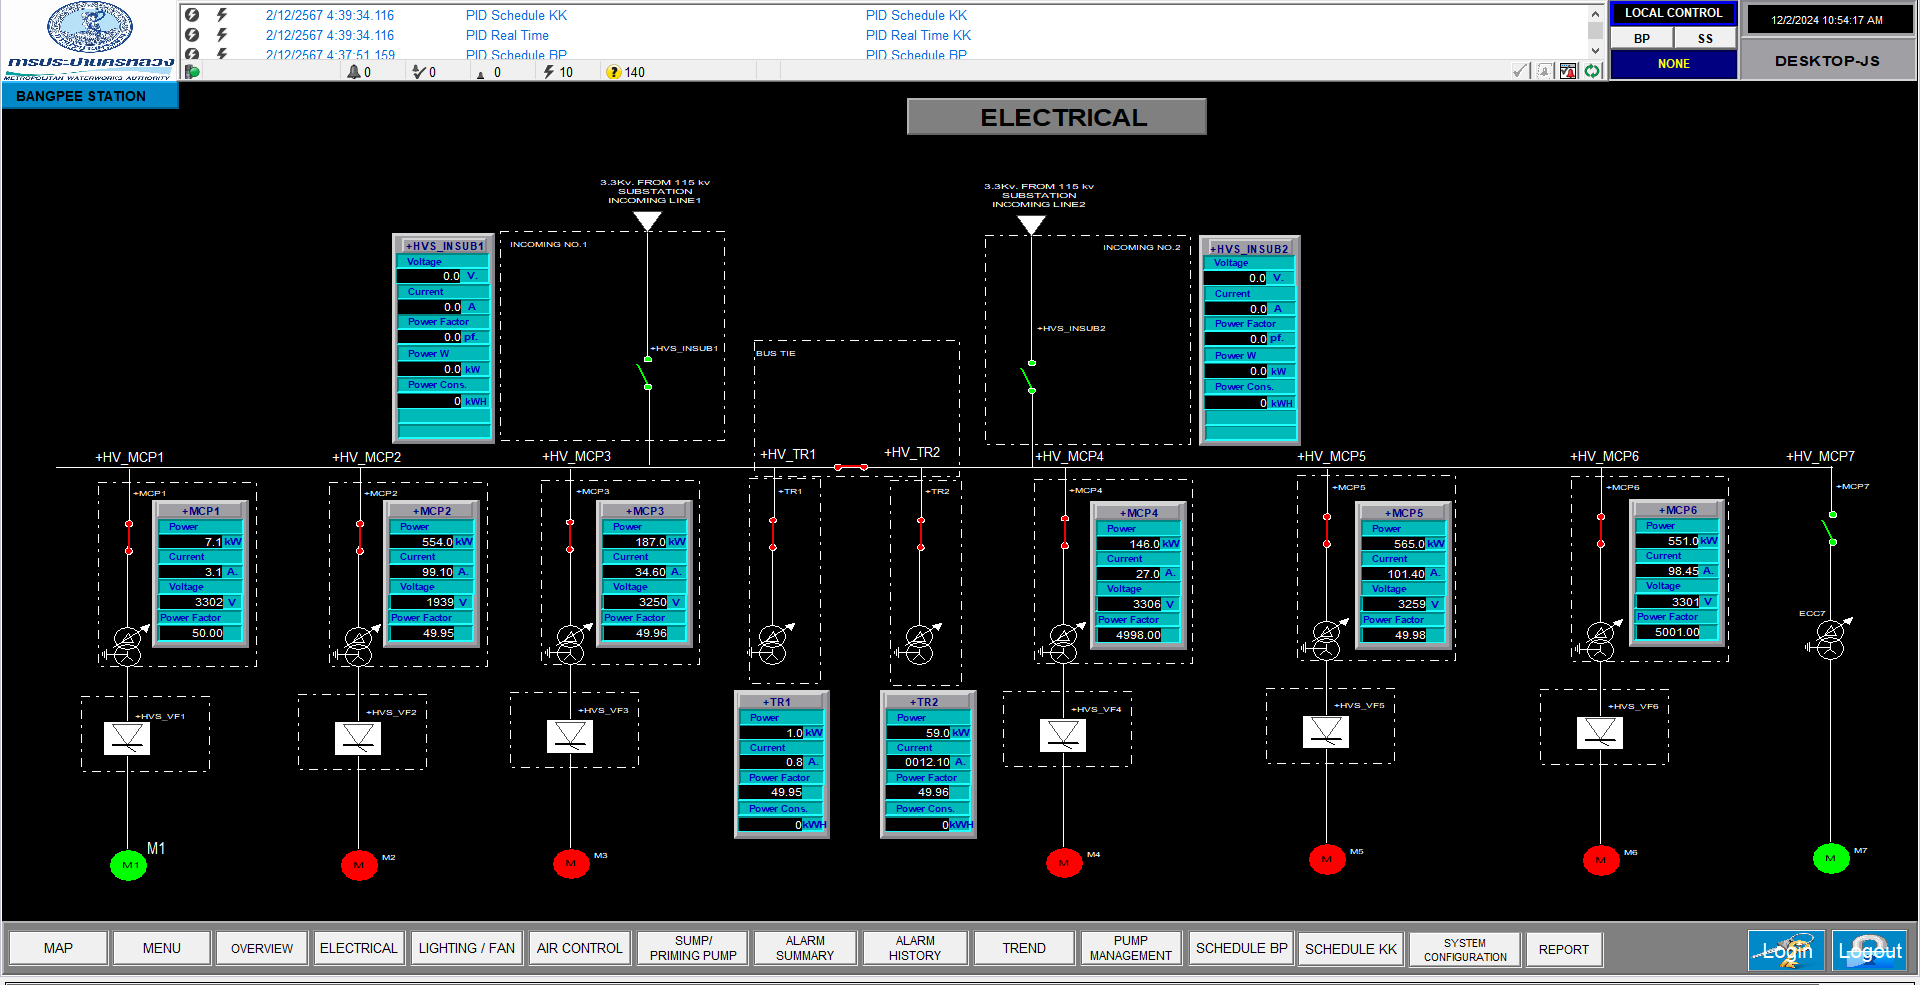 การประปานครหลวง
METROPOLITAN WATERWORKS AUTHORITY
2/12/2567 4:39:34.116 PID Schedule KK PID Schedule KK
2/12/2567 4:39:34.116 PID Real Time PID Real Time KK
2/12/2567 4:37:51.159 PID Schedule BP PID Schedule BP
0 0 0 10 140
LOCAL CONTROL
BP SS
NONE
12/2/2024 10:54:17 AM
DESKTOP-JS
BANGPEE STATION
ELECTRICAL
3.3Kv. FROM 115 kv
SUBSTATION
INCOMING LINE1
3.3Kv. FROM 115 kv
SUBSTATION
INCOMING LINE2
+HVS_INSUB1
Voltage
0.0 V.
Current
0.0 A
Power Factor
0.0 pf.
Power W
0.0 kW
Power Cons.
0 kWH
INCOMING NO.1
+HVS_INSUB1
BUS TIE
INCOMING NO.2
+HVS_INSUB2
+HVS_INSUB2
Voltage
0.0 V.
Current
0.0 A
Power Factor
0.0 pf.
Power W
0.0 kW
Power Cons.
0 kWH
+HV_MCP1 +HV_MCP2 +HV_MCP3 +HV_TR1 +HV_TR2 +HV_MCP4 +HV_MCP5 +HV_MCP6 +HV_MCP7
+MCP1
+MCP1
Power
7.1 kW
Current
3.1 A.
Voltage
3302 V
Power Factor
50.00
+MCP2
+MCP2
Power
554.0 kW
Current
99.10 A.
Voltage
1939 V
Power Factor
49.95
+MCP3
+MCP3
Power
187.0 kW
Current
34.60 A.
Voltage
3250 V
Power Factor
49.96
+TR1
+TR2
+MCP4
+MCP4
Power
146.0 kW
Current
27.0 A.
Voltage
3306 V
Power Factor
4998.00
+MCP5
+MCP5
Power
565.0 kW
Current
101.40 A.
Voltage
3259 V
Power Factor
49.98
+MCP6
+MCP6
Power
551.0 kW
Current
98.45 A.
Voltage
3301 V
Power Factor
5001.00
+MCP7
ECC7
+HVS_VF1
+HVS_VF2
+HVS_VF3
+TR1
Power
1.0 kW
Current
0.8 A.
Power Factor
49.95
Power Cons.
0 kWH
+TR2
Power
59.0 kW
Current
0012.10 A.
Power Factor
49.96
Power Cons.
0 kWH
+HVS_VF4
+HVS_VF5
+HVS_VF6
M1 M1
M M2
M M3
M M4
M M5
M M6
M M7
MAP
MENU
OVERVIEW
ELECTRICAL
LIGHTING / FAN
AIR CONTROL
SUMP/
PRIMING PUMP
ALARM
SUMMARY
ALARM
HISTORY
TREND
PUMP
MANAGEMENT
SCHEDULE BP
SCHEDULE KK
SYSTEM
CONFIGURATION
REPORT
Login
Logout